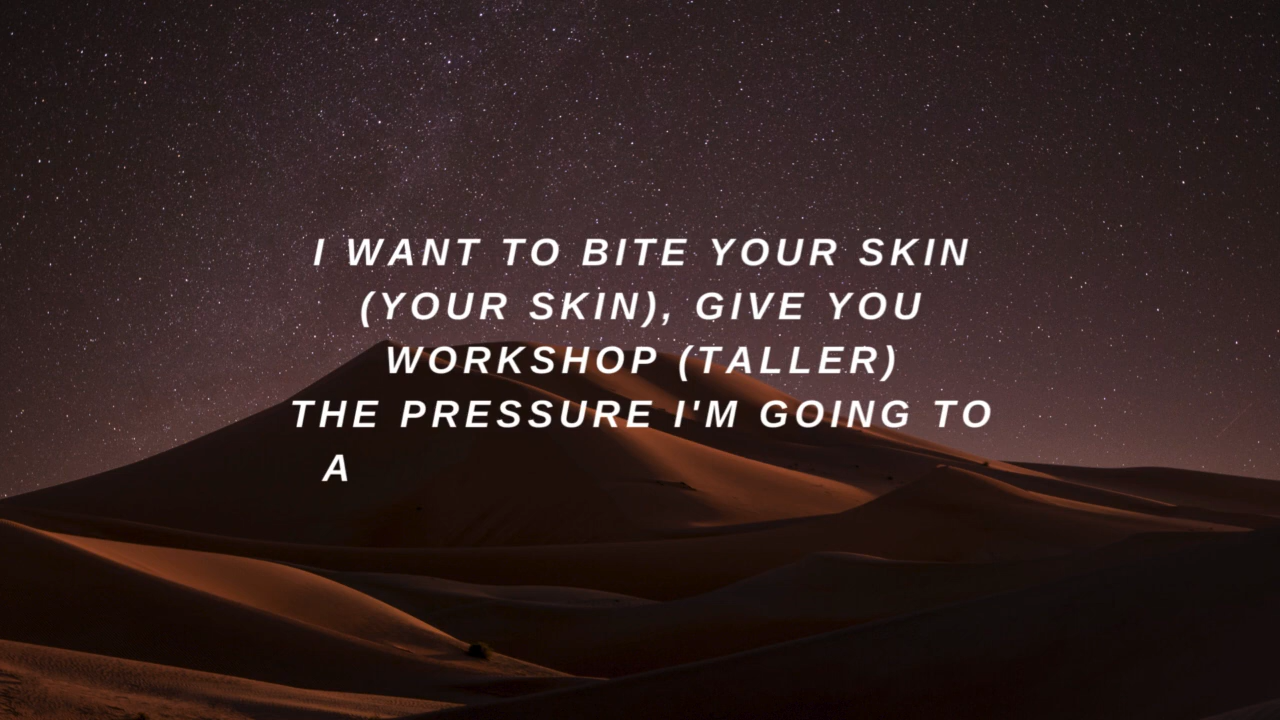 I WANT TO BITE YOUR SKIN
(YOUR SKIN), GIVE YOU
WORKSHOP (TALLER)
THE PRESSURE I'M GOING TO
A